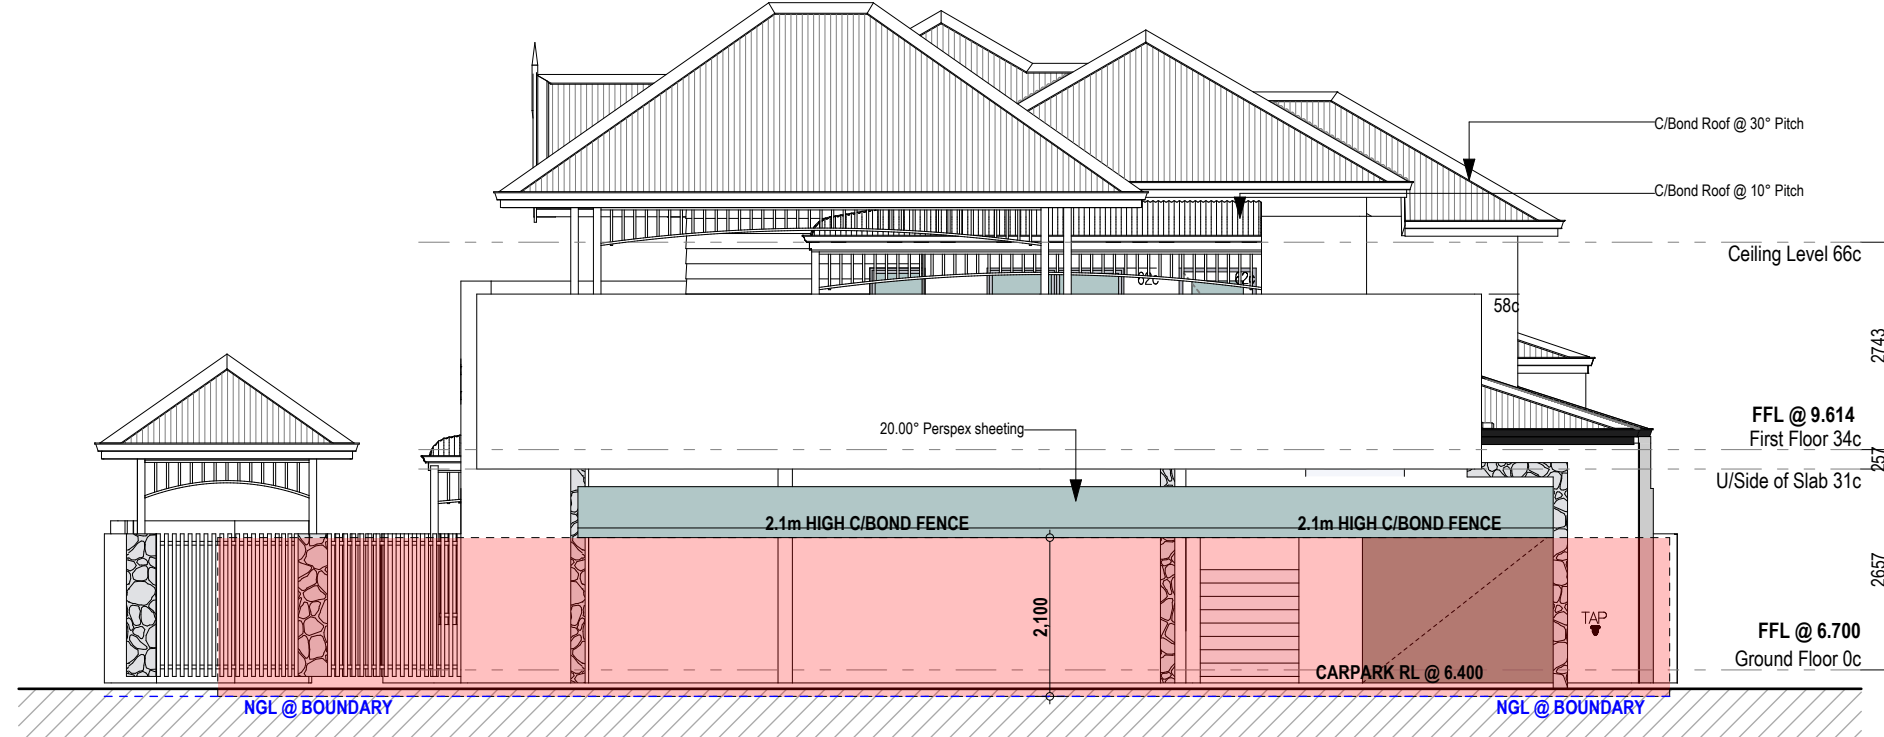 C/Bond Roof @ 30° Pitch
C/Bond Roof @ 10° Pitch
Ceiling Level 66c
62c
62c
58c
2743
FFL @ 9.614
First Floor 34c
20.00° Perspex sheeting
257
U/Side of Slab 31c
2.1m HIGH C/BOND FENCE
2.1m HIGH C/BOND FENCE
2657
2,100
TAP
FFL @ 6.700
Ground Floor 0c
CARPARK RL @ 6.400
NGL @ BOUNDARY
NGL @ BOUNDARY